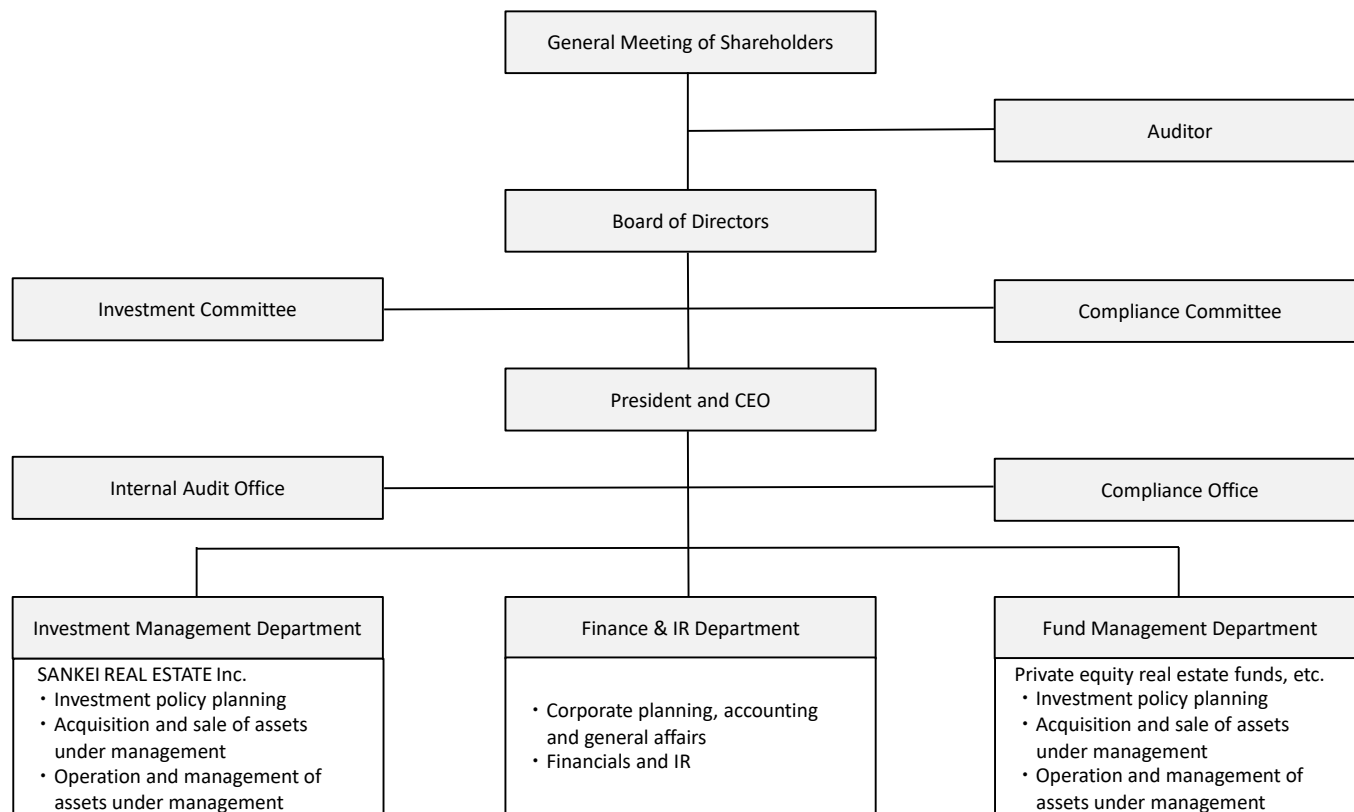 General Meeting of Shareholders
Auditor
Board of Directors
Investment Committee
Compliance Committee
President and CEO
Internal Audit Office
Compliance Office
Investment Management Department
SANKEI REAL ESTATE Inc.
・Investment policy planning
・Acquisition and sale of assets
under management
・Operation and management of
assets under management
Finance & IR Department
・Corporate planning, accounting
and general affairs
・Financials and IR
Fund Management Department
Private equity real estate funds, etc.
・Investment policy planning
・Acquisition and sale of assets
under management
・Operation and management of
assets under management